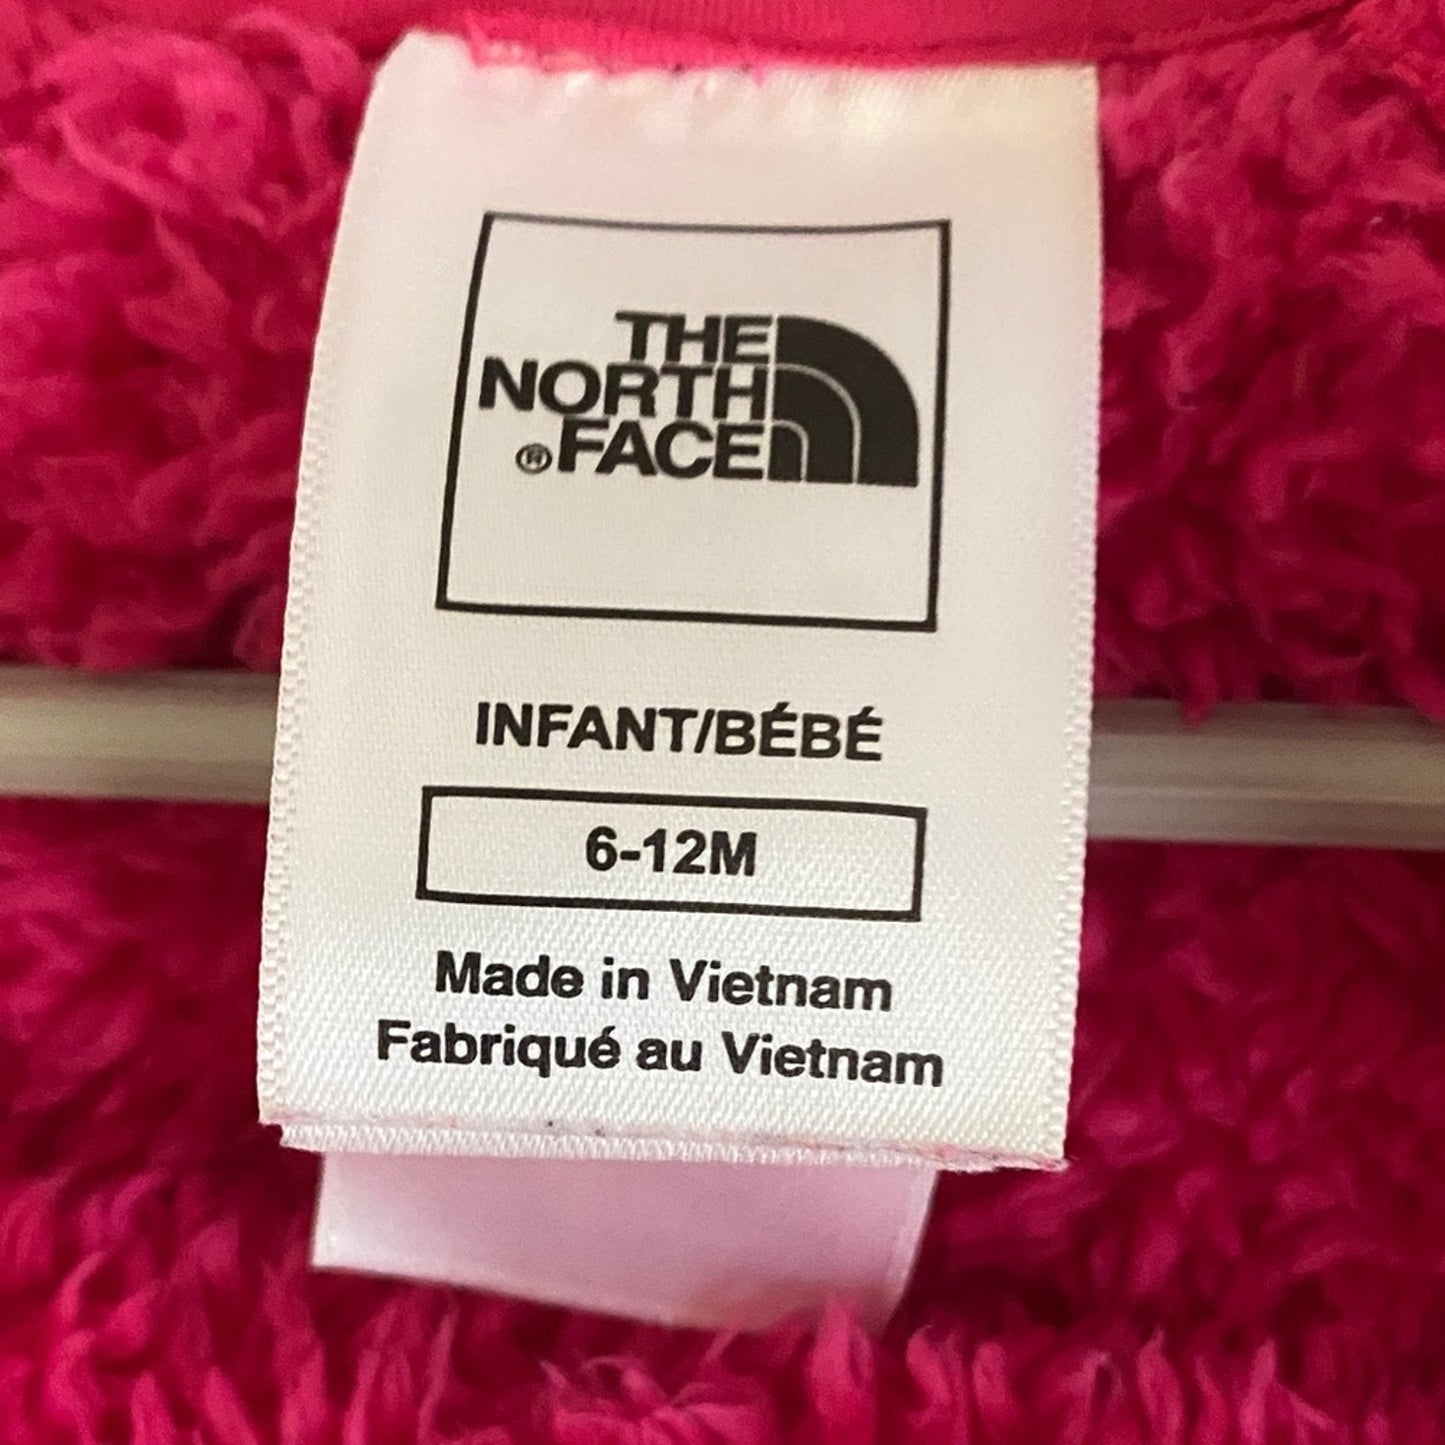 THE
NORTH
® FACE
INFANT/BÉBÉ
6-12M
Made in Vietnam
Fabriqué au Vietnam